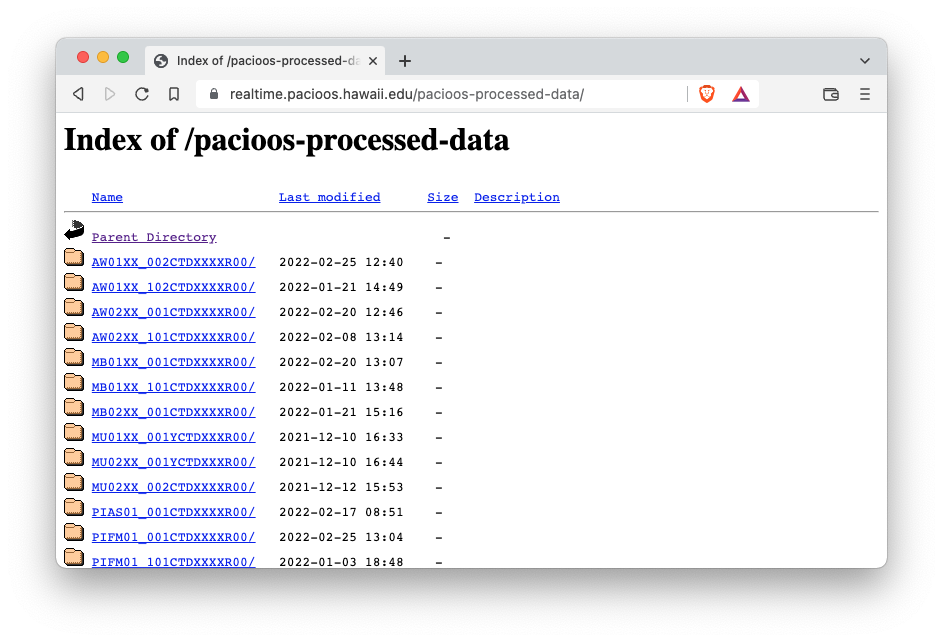 Index of /pacioos-processed-da
realtime.pacioos.hawaii.edu/pacioos-processed-data/
Index of /pacioos-processed-data
Name Last modified Size Description
Parent Directory -
AW01XX_002CTDXXXXR00/ 2022-02-25 12:40 -
AW01XX_102CTDXXXXR00/ 2022-01-21 14:49 -
AW02XX_001CTDXXXXR00/ 2022-02-20 12:46 -
AW02XX_101CTDXXXXR00/ 2022-02-08 13:14 -
MB01XX_001CTDXXXXR00/ 2022-02-20 13:07 -
MB01XX_101CTDXXXXR00/ 2022-01-11 13:48 -
MB02XX_001CTDXXXXR00/ 2022-01-21 15:16 -
MU01XX_001YCTDXXXR00/ 2021-12-10 16:33 -
MU02XX_001YCTDXXXR00/ 2021-12-10 16:44 -
MU02XX_002CTDXXXXR00/ 2021-12-12 15:53 -
PIAS01_001CTDXXXXR00/ 2022-02-17 08:51 -
PIFM01_001CTDXXXXR00/ 2022-02-25 13:04 -
PIFM01_101CTDXXXXR00/ 2022-01-03 18:48 -